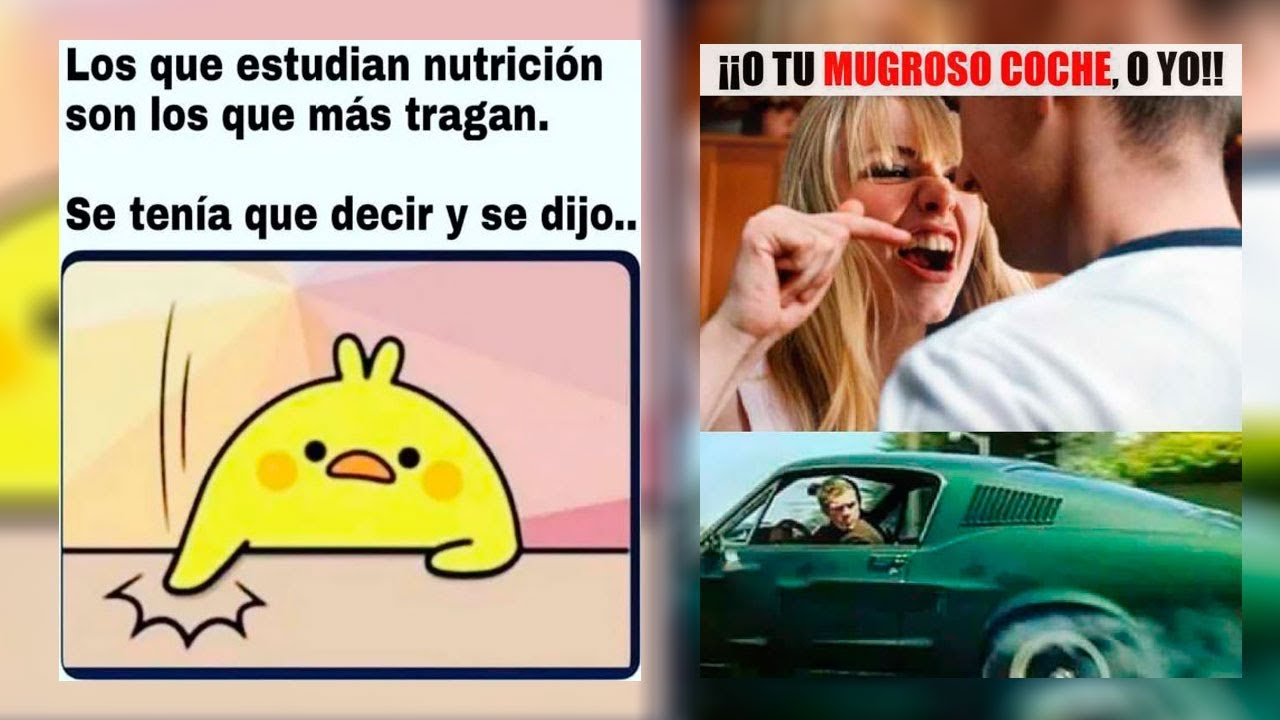 Los que estudian nutrición
son los que más tragan.
Se tenía que decir y se dijo..
¡¡O TU MUGROSO COCHE, O YO!!